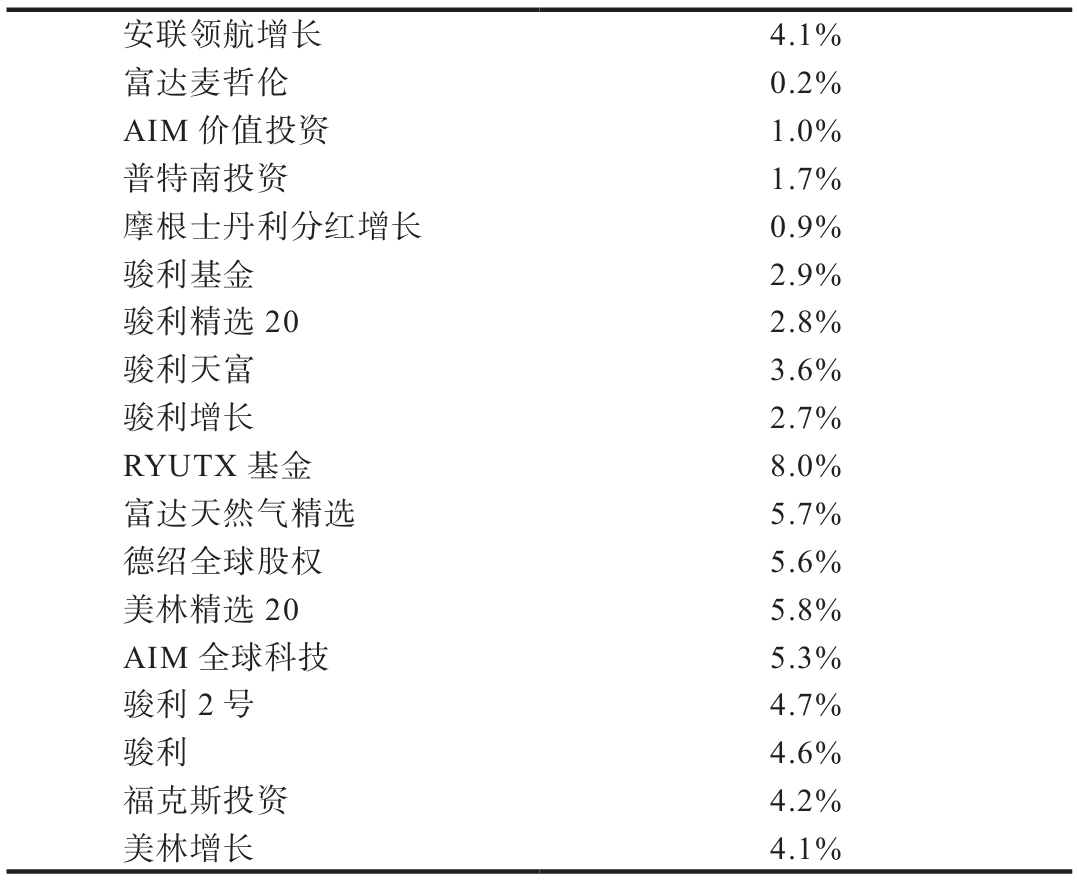 安联领航增长 4.1%
富达麦哲伦 0.2%
AIM 价值投资 1.0%
普特南投资 1.7%
摩根士丹利分红增长 0.9%
骏利基金 2.9%
骏利精选 20 2.8%
骏利天富 3.6%
骏利增长 2.7%
RYUTX 基金 8.0%
富达天然气精选 5.7%
德绍全球股权 5.6%
美林精选 20 5.8%
AIM 全球科技 5.3%
骏利 2 号 4.7%
骏利 4.6%
福克斯投资 4.2%
美林增长 4.1%